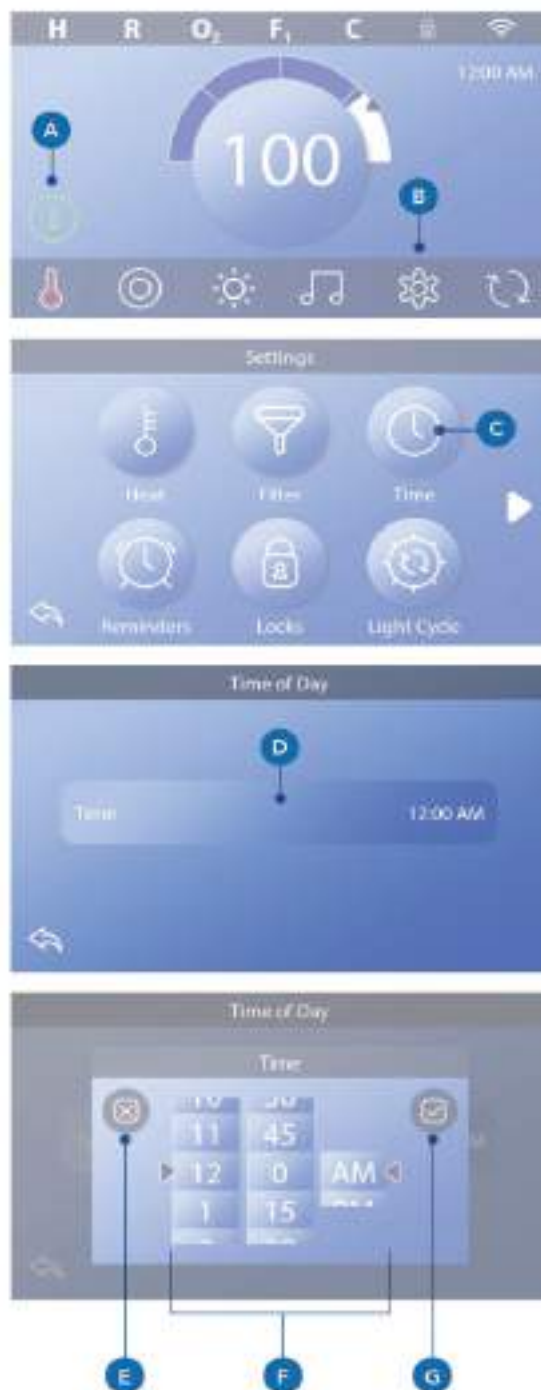 H R O₂ F₁ C
12:00 AM
A
100
B
Settings
C
Heat Filter Time
Reminders Locks Light Cycle
Time of Day
D
Time 12:00 AM
Time of Day
Time
11 45
12 0 AM
1 15
E F G